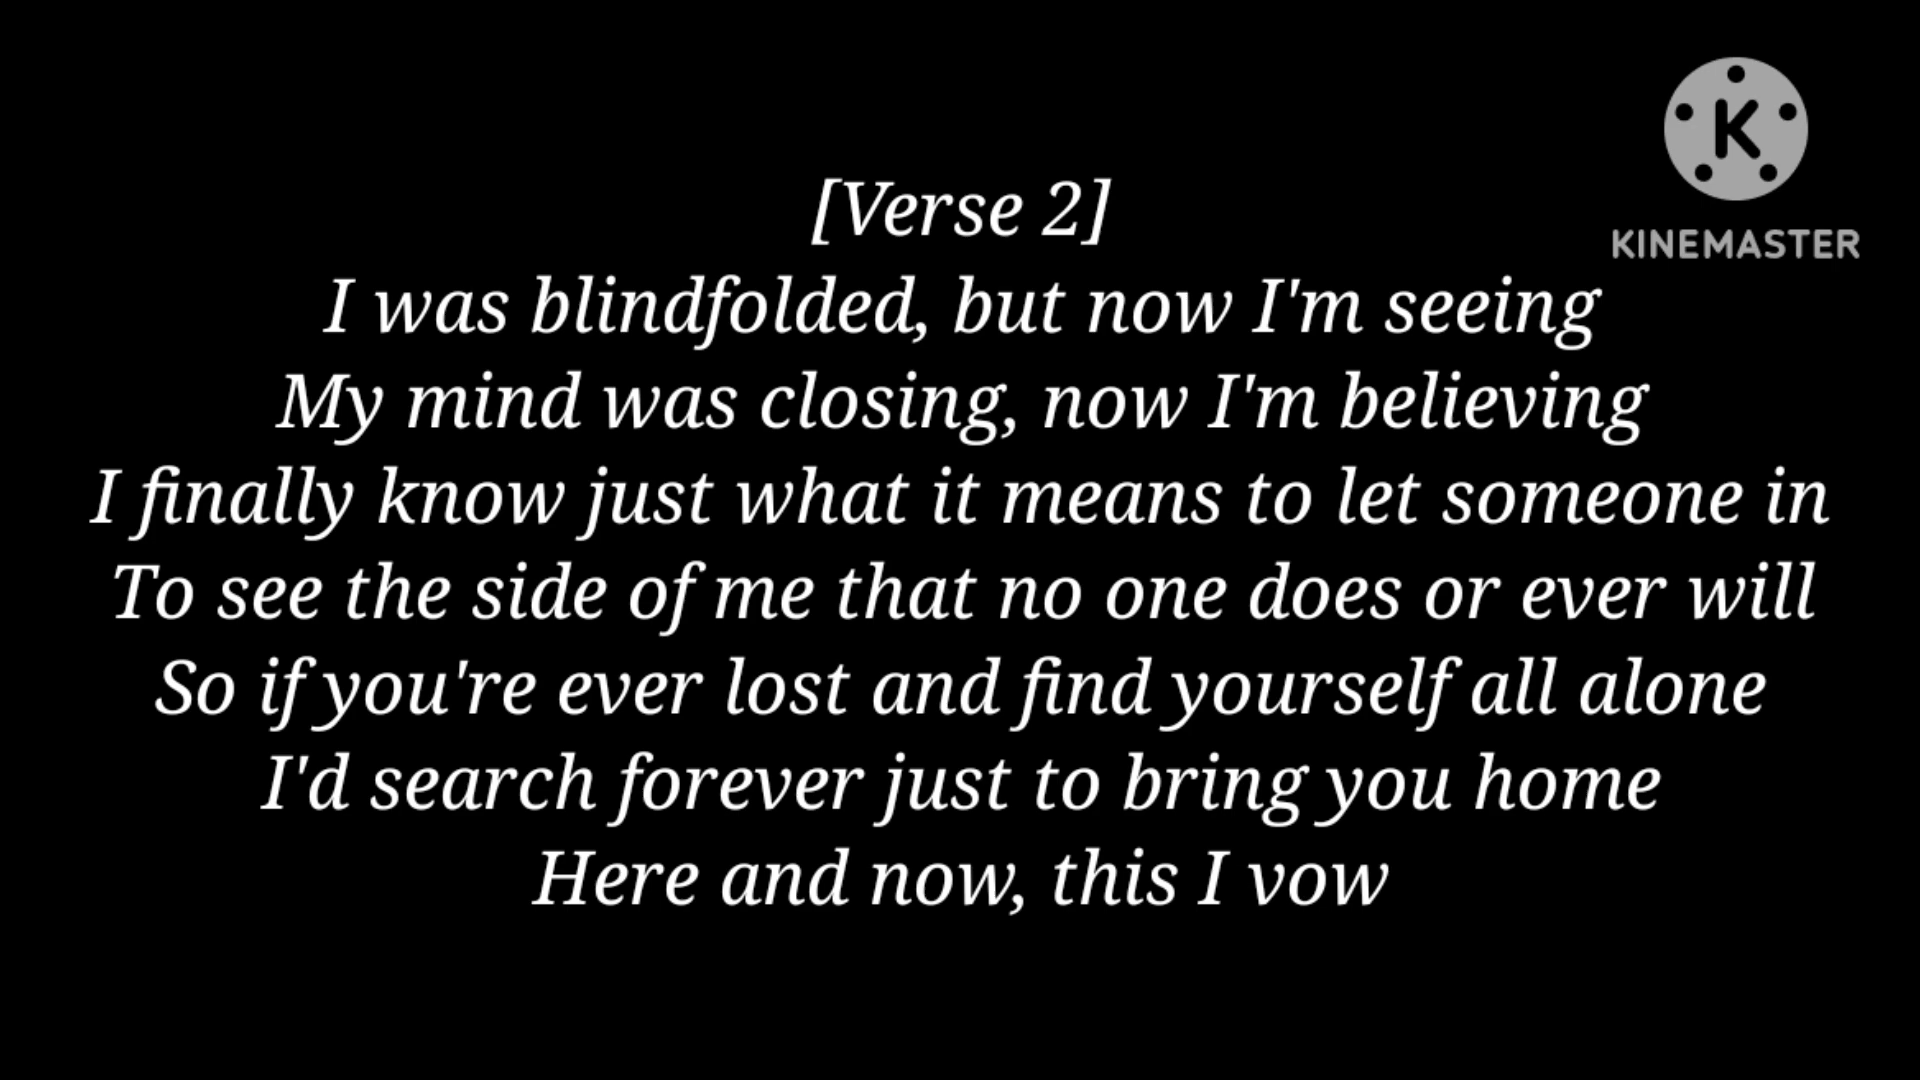 K
KINEMASTER
[Verse 2]
I was blindfolded, but now I'm seeing
My mind was closing, now I'm believing
I finally know just what it means to let someone in
To see the side of me that no one does or ever will
So if you're ever lost and find yourself all alone
I'd search forever just to bring you home
Here and now, this I vow